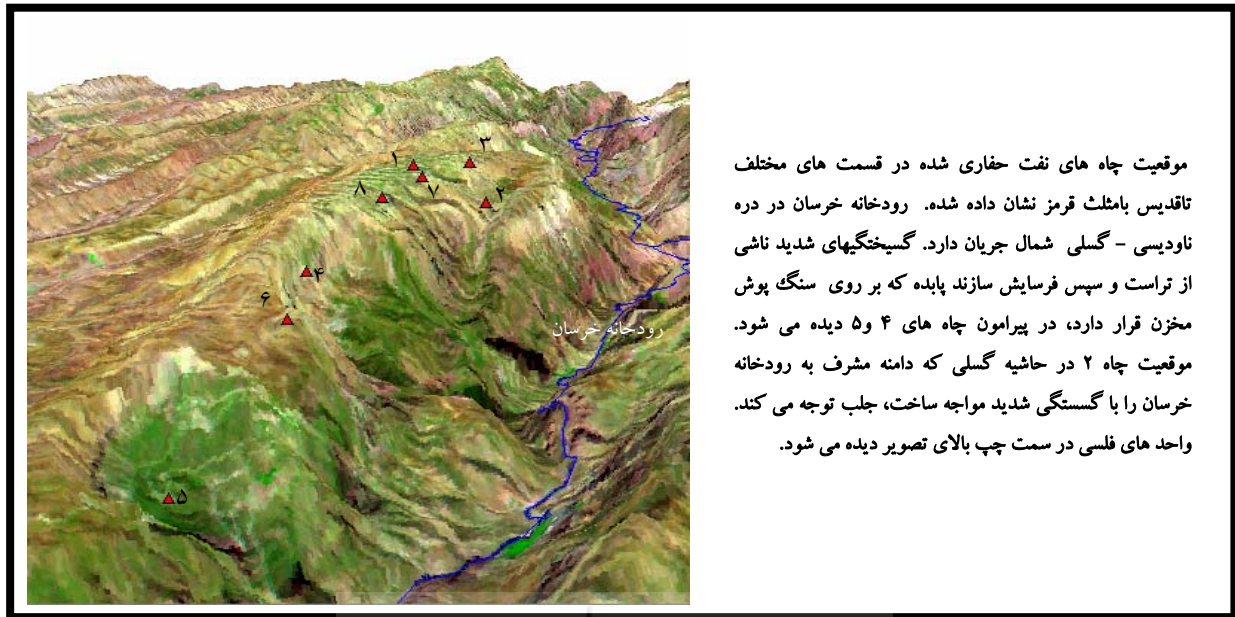 ۳
۱
۷
۸
۲
۴
۶
رودخانه خرسان
۵
موقعیت چاه های نفت حفاری شده در قسمت های مختلف
تاقدیس بامثلث قرمز نشان داده شده. رودخانه خرسان در دره
ناودیسی – گسلی شمال جریان دارد. گسیختگیهای شدید ناشی
از تراست و سپس فرسایش سازند پابده که بر روی سنگ پوش
مخزن قرار دارد، در پیرامون چاه های ۴ و۵ دیده می شود.
موقعیت چاه ۲ در حاشیه گسلی که دامنه مشرف به رودخانه
خرسان را با گسستگی شدید مواجه ساخت، جلب توجه می کند.
واحد های فلسی در سمت چپ بالای تصویر دیده می شود.